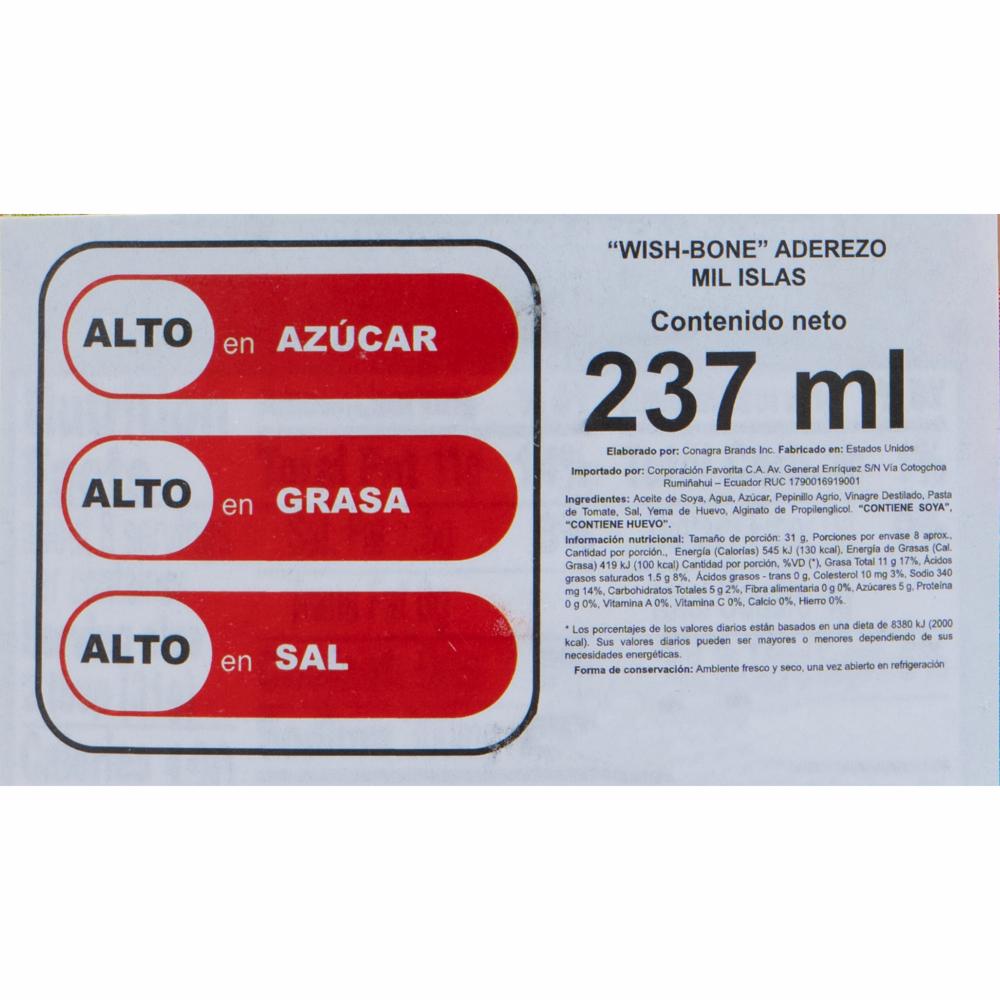 ALTO en AZÚCAR
ALTO en GRASA
ALTO en SAL
“WISH-BONE” ADEREZO
MIL ISLAS
Contenido neto
237 ml
Elaborado por: Conagra Brands Inc. Fabricado en: Estados Unidos
Importado por: Corporación Favorita C.A. Av. General Enríquez S/N Vía Cotogchoa
Rumiñahui – Ecuador RUC 1790016919001
Ingredientes: Aceite de Soya, Agua, Azúcar, Pepinillo Agrio, Vinagre Destilado, Pasta
de Tomate, Sal, Yema de Huevo, Alginato de Propilenglicol. “CONTIENE SOYA”,
“CONTIENE HUEVO”.
Información nutricional: Tamaño de porción: 31 g, Porciones por envase 8 aprox.,
Cantidad por porción., Energía (Calorías) 545 kJ (130 kcal), Energía de Grasas (Cal.
Grasa) 419 kJ (100 kcal) Cantidad por porción, %VD (*), Grasa Total 11 g 17%, Ácidos
grasos saturados 1.5 g 8%, Ácidos grasos - trans 0 g, Colesterol 10 mg 3%, Sodio 340
mg 14%, Carbohidratos Totales 5 g 2%, Fibra alimentaria 0 g 0%, Azúcares 5 g, Proteína
0 g 0%, Vitamina A 0%, Vitamina C 0%, Calcio 0%, Hierro 0%.
* Los porcentajes de los valores diarios están basados en una dieta de 8380 kJ (2000
kcal). Sus valores diarios pueden ser mayores o menores dependiendo de sus
necesidades energéticas.
Forma de conservación: Ambiente fresco y seco, una vez abierto en refrigeración